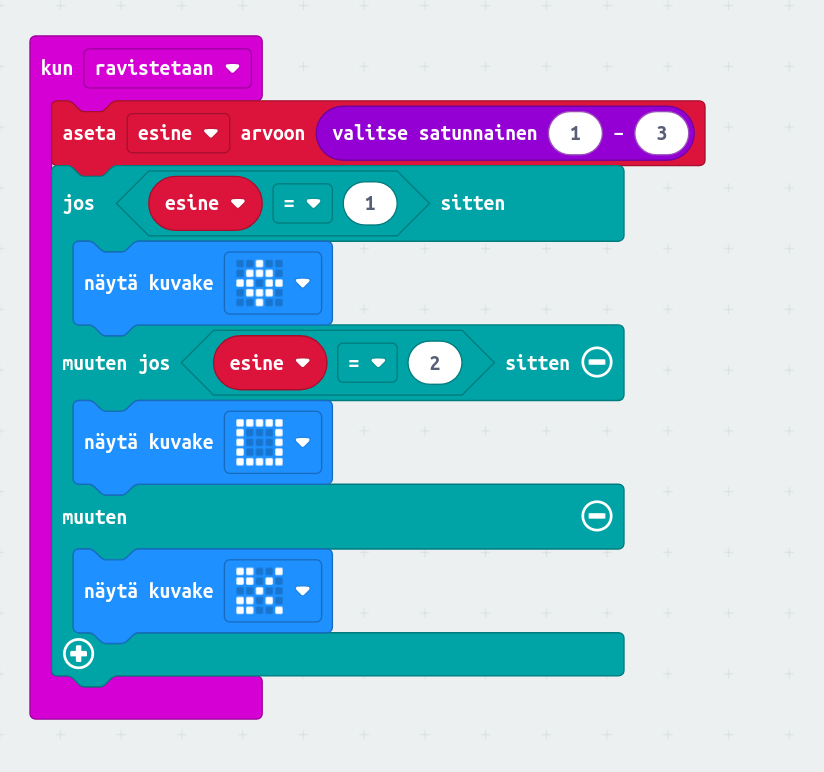 kun ravistetaan
aseta esine arvoon valitse satunnainen 1 - 3
jos esine = 1 sitten
näytä kuvake
muuten jos esine = 2 sitten
näytä kuvake
muuten
näytä kuvake